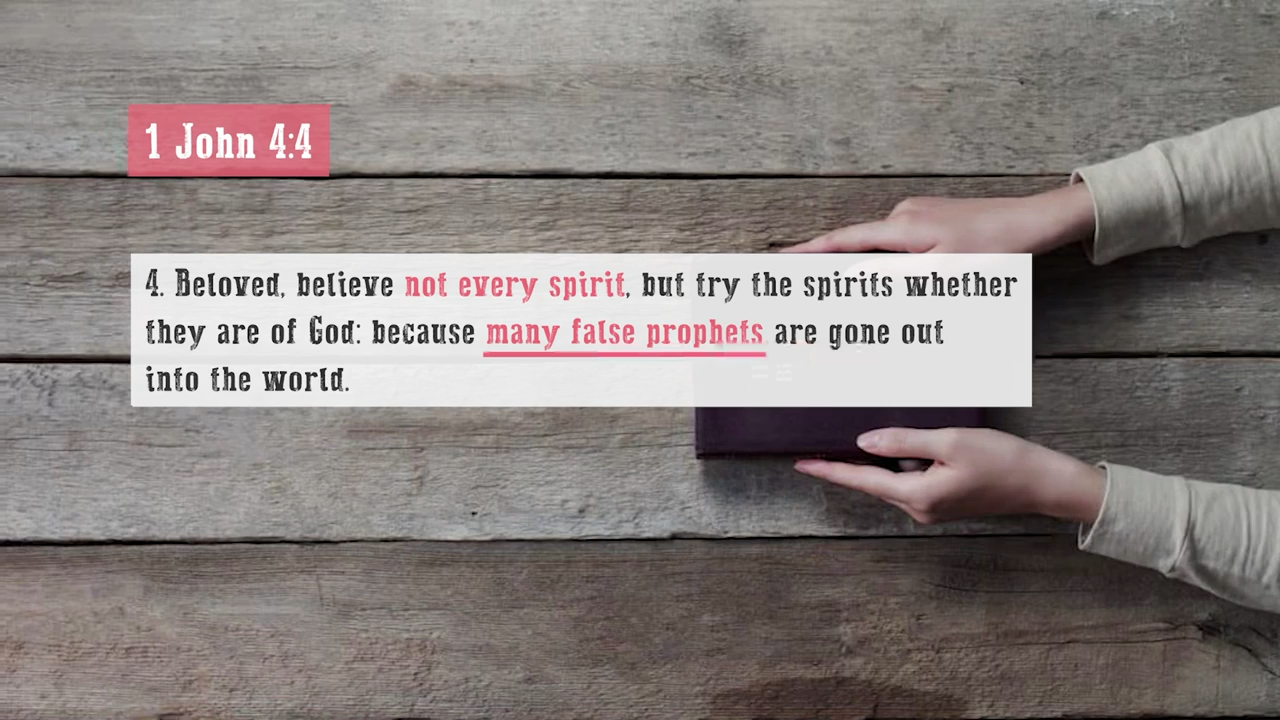 1 John 4:4
4. Beloved, believe not every spirit, but try the spirits whether
they are of God: because many false prophets are gone out
into the world.